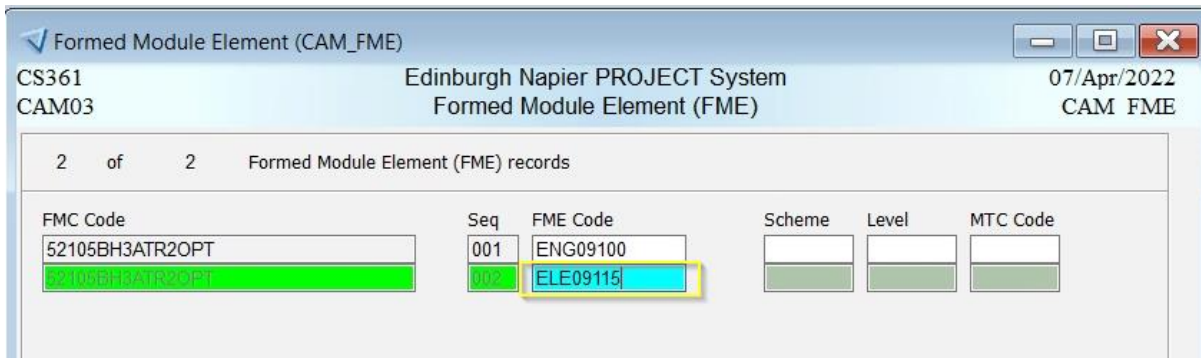 Formed Module Element (CAM_FME)
CS361 Edinburgh Napier PROJECT System 07/Apr/2022
CAM03 Formed Module Element (FME) CAM FME
2 of 2 Formed Module Element (FME) records
FMC Code Seq FME Code Scheme Level MTC Code
52105BH3ATR2OPT 001 ENG09100
52105BH3ATR2OPT 002 ELE09115